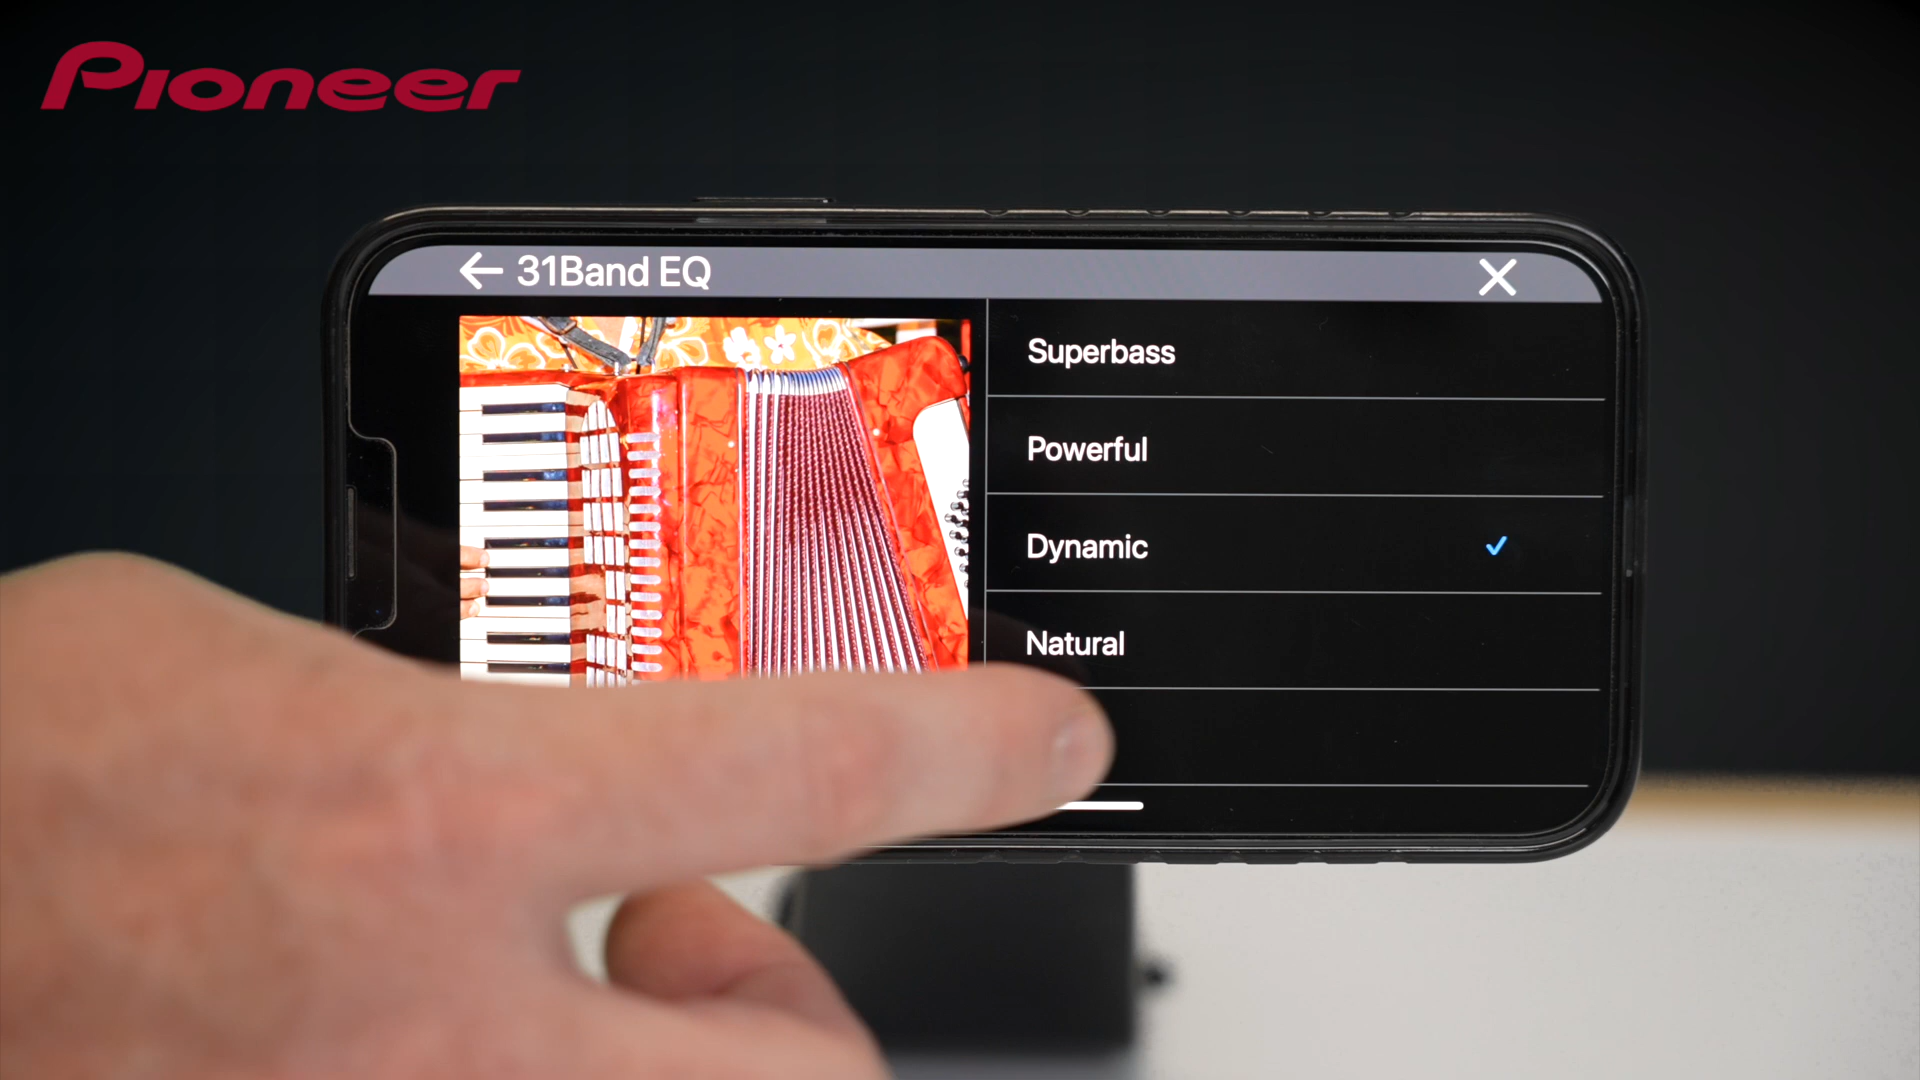 Pioneer
31Band EQ
Superbass
Powerful
Dynamic
Natural